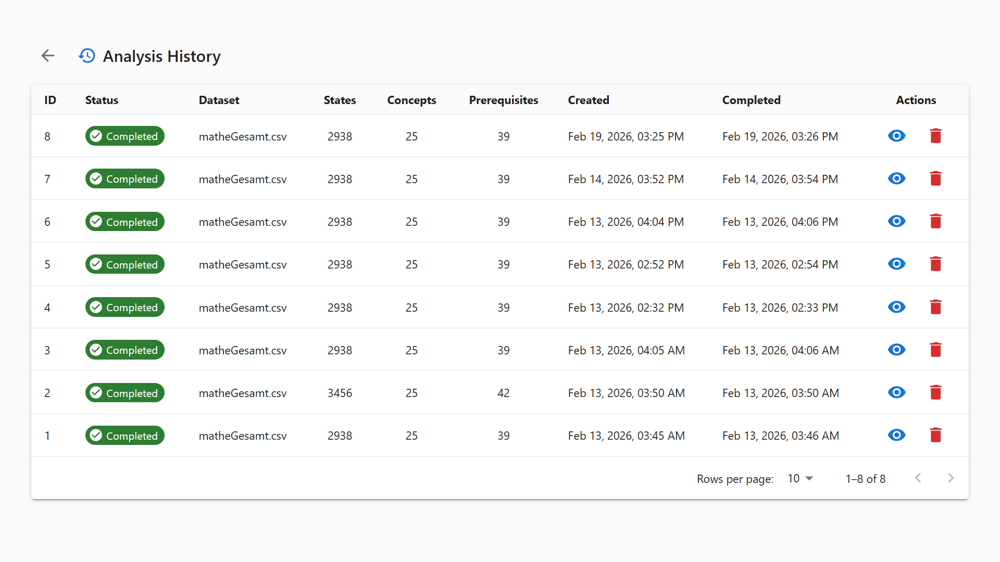 Analysis History
ID Status Dataset States Concepts Prerequisites Created Completed Actions
8 Completed matheGesamt.csv 2938 25 39 Feb 19, 2026, 03:25 PM Feb 19, 2026, 03:26 PM
7 Completed matheGesamt.csv 2938 25 39 Feb 14, 2026, 03:52 PM Feb 14, 2026, 03:54 PM
6 Completed matheGesamt.csv 2938 25 39 Feb 13, 2026, 04:04 PM Feb 13, 2026, 04:06 PM
5 Completed matheGesamt.csv 2938 25 39 Feb 13, 2026, 02:52 PM Feb 13, 2026, 02:54 PM
4 Completed matheGesamt.csv 2938 25 39 Feb 13, 2026, 02:32 PM Feb 13, 2026, 02:33 PM
3 Completed matheGesamt.csv 2938 25 39 Feb 13, 2026, 04:05 AM Feb 13, 2026, 04:06 AM
2 Completed matheGesamt.csv 3456 25 42 Feb 13, 2026, 03:50 AM Feb 13, 2026, 03:50 AM
1 Completed matheGesamt.csv 2938 25 39 Feb 13, 2026, 03:45 AM Feb 13, 2026, 03:46 AM
Rows per page: 10 1–8 of 8